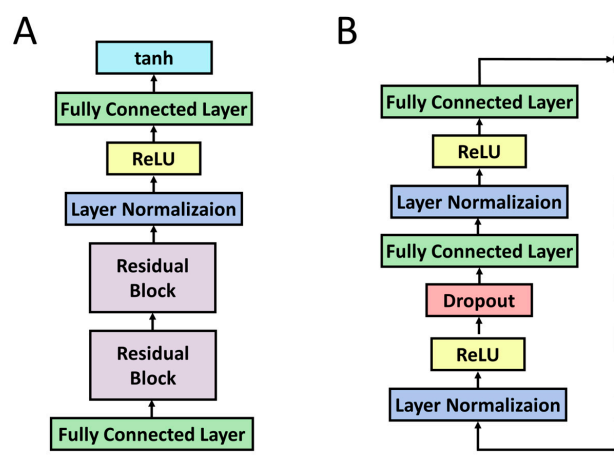 A
tanh
Fully Connected Layer
ReLU
Layer Normalizaion
Residual
Block
Residual
Block
Fully Connected Layer
B
Fully Connected Layer
ReLU
Layer Normalizaion
Fully Connected Layer
Dropout
ReLU
Layer Normalizaion